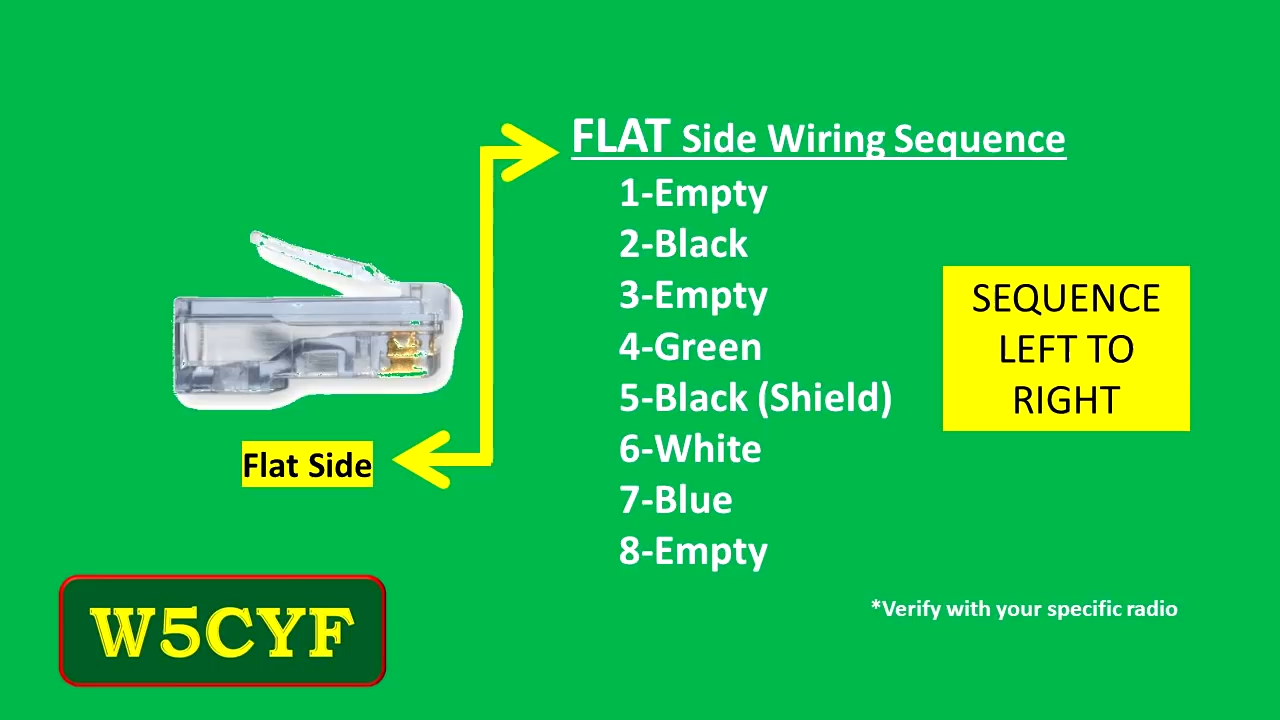 FLAT Side Wiring Sequence
1-Empty
2-Black
3-Empty
4-Green
5-Black (Shield)
6-White
7-Blue
8-Empty
SEQUENCE
LEFT TO
RIGHT
Flat Side
*Verify with your specific radio
W5CYF